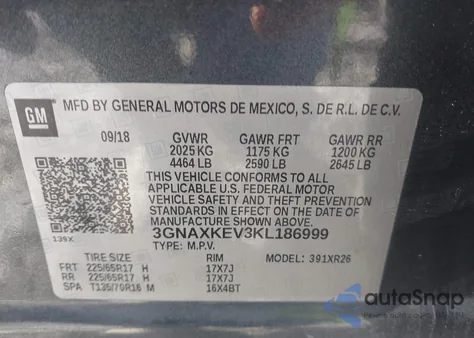 GM
MFD BY GENERAL MOTORS DE MEXICO, S. DE R.L. DE C.V.
09/18 GVWR GAWR FRT GAWR RR
2025 KG 1175 KG 1200 KG
4464 LB 2590 LB 2645 LB
THIS VEHICLE CONFORMS TO ALL
APPLICABLE U.S. FEDERAL MOTOR
VEHICLE SAFETY AND THEFT
PREVENTION STANDARDS IN EFFECT
ON THE DATE OF MANUFACTURE
SHOWN ABOVE.
3GNAXKEV3KL186999
TYPE: M.P.V.
139X
TIRE SIZE RIM MODEL: 391XR26
FRT 225/65R17 H 17X7J
RR 225/65R17 H 17X7J
SPA T135/70R16 M 16X4BT
autoSnap